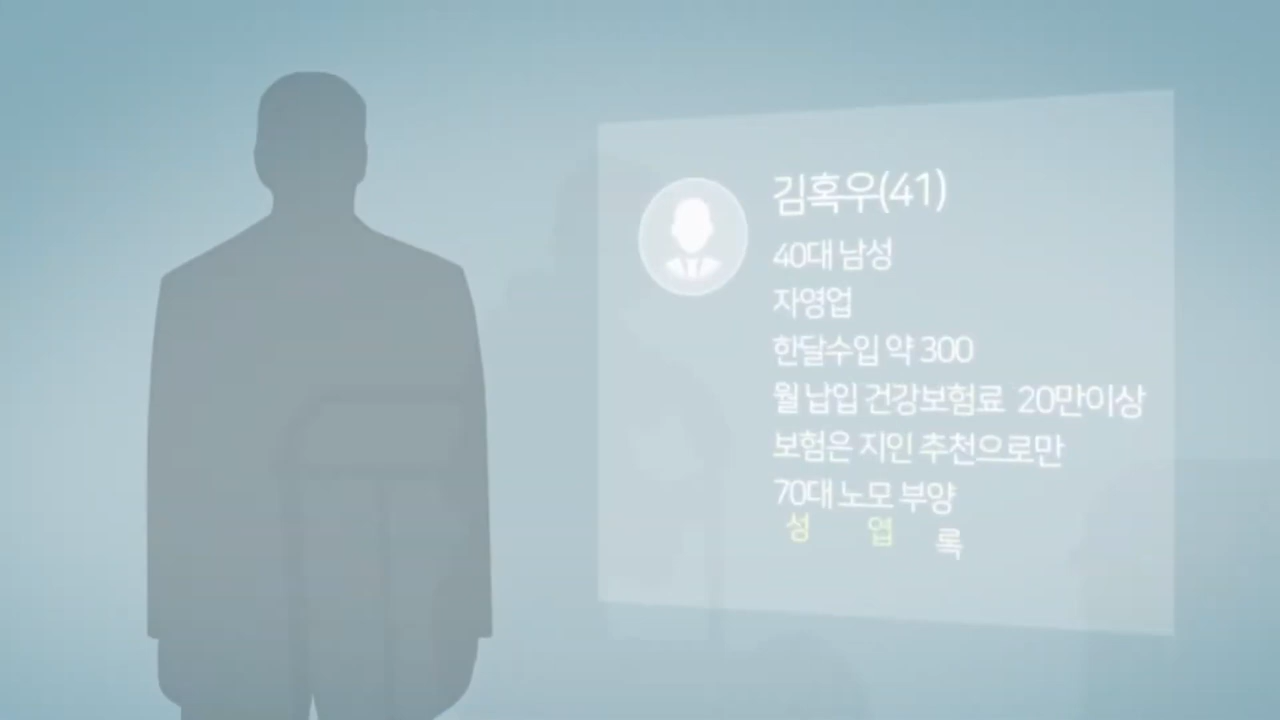 김혹우(41)
40대 남성
자영업
한달수입 약 300
월 납입 건강보험료 20만이상
보험은 지인 추천으로만
70대 노모 부양
성 엽 록